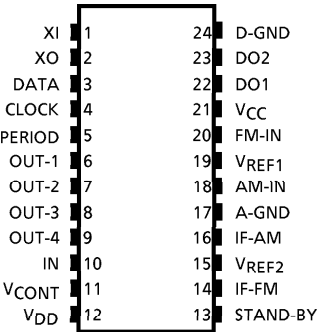 XI 1 24 D-GND
XO 2 23 DO2
DATA 3 22 DO1
CLOCK 4 21 VCC
PERIOD 5 20 FM-IN
OUT-1 6 19 VREF1
OUT-2 7 18 AM-IN
OUT-3 8 17 A-GND
OUT-4 9 16 IF-AM
IN 10 15 VREF2
VCONT 11 14 IF-FM
VDD 12 13 STAND-BY